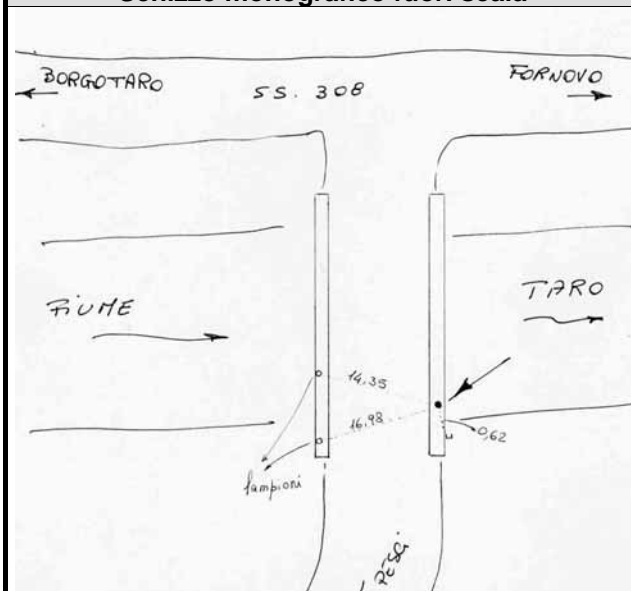 Schizzo monografico fuori scala
BORGOTARO
SS. 308
FORNOVO
FIUME
TARO
14,35
16,98
0,62
lampioni